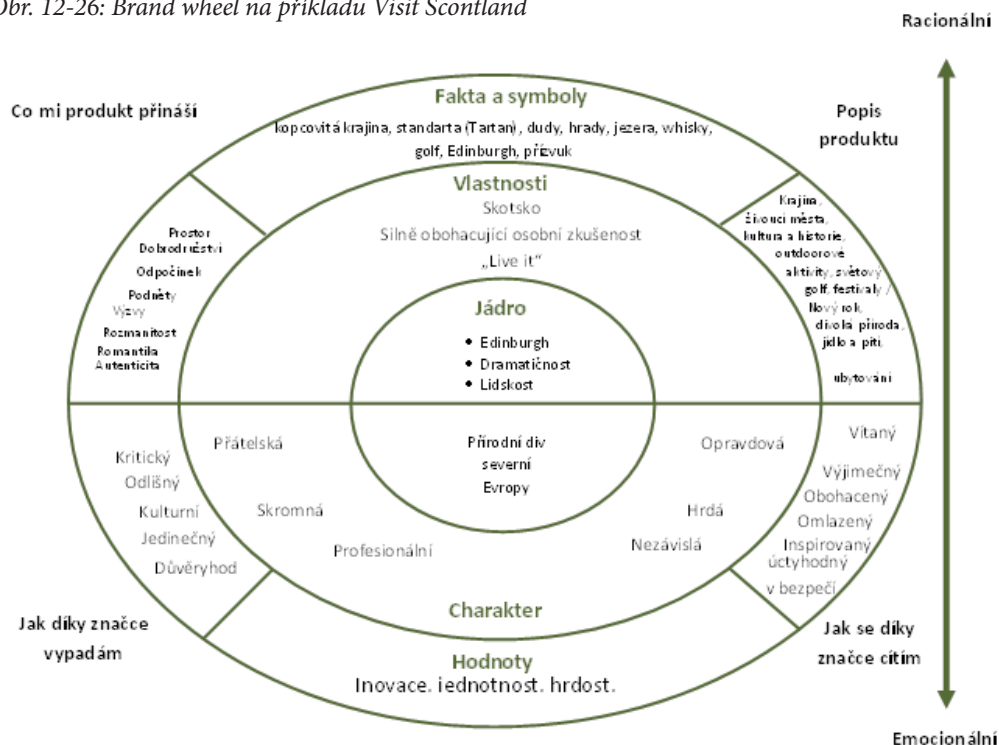 Obr. 12-26: Brand wheel na příkladu Visit Scontland
Racionální
Co mi produkt přináší
Popis
produktu
Fakta a symboly
kopcovitá krajina, standarta (Tartan), dudy, hrady, jezera, whisky,
golf, Edinburgh, přízvuk
Vlastnosti
Skotsko
Silně obohacující osobní zkušenost
„Live it"
Prostor
Dobrodružství
Odpočinek
Podněty
Výzvy
Rozmanitost
Romantika
Autenticita
Krajina,
živoucí města,
kultura a historie,
outdoorové
aktivity, světový
golf, festivaly /
Nový rok,
divoká příroda,
jídlo a pití,
ubytování
Jádro
• Edinburgh
• Dramatičnost
• Lidskost
Přírodní div
severní
Evropy
Přátelská
Skromná
Profesionální
Opravdová
Hrdá
Nezávislá
Charakter
Kritický
Odlišný
Kulturní
Jedinečný
Důvěryhod
Vítaný
Výjimečný
Obohacený
Omlazený
Inspirovaný
úctyhodný
v bezpečí
Jak díky značce
vypadám
Jak se díky
značce cítím
Hodnoty
Inovace. iednotnost. hrdost.
Emocionální